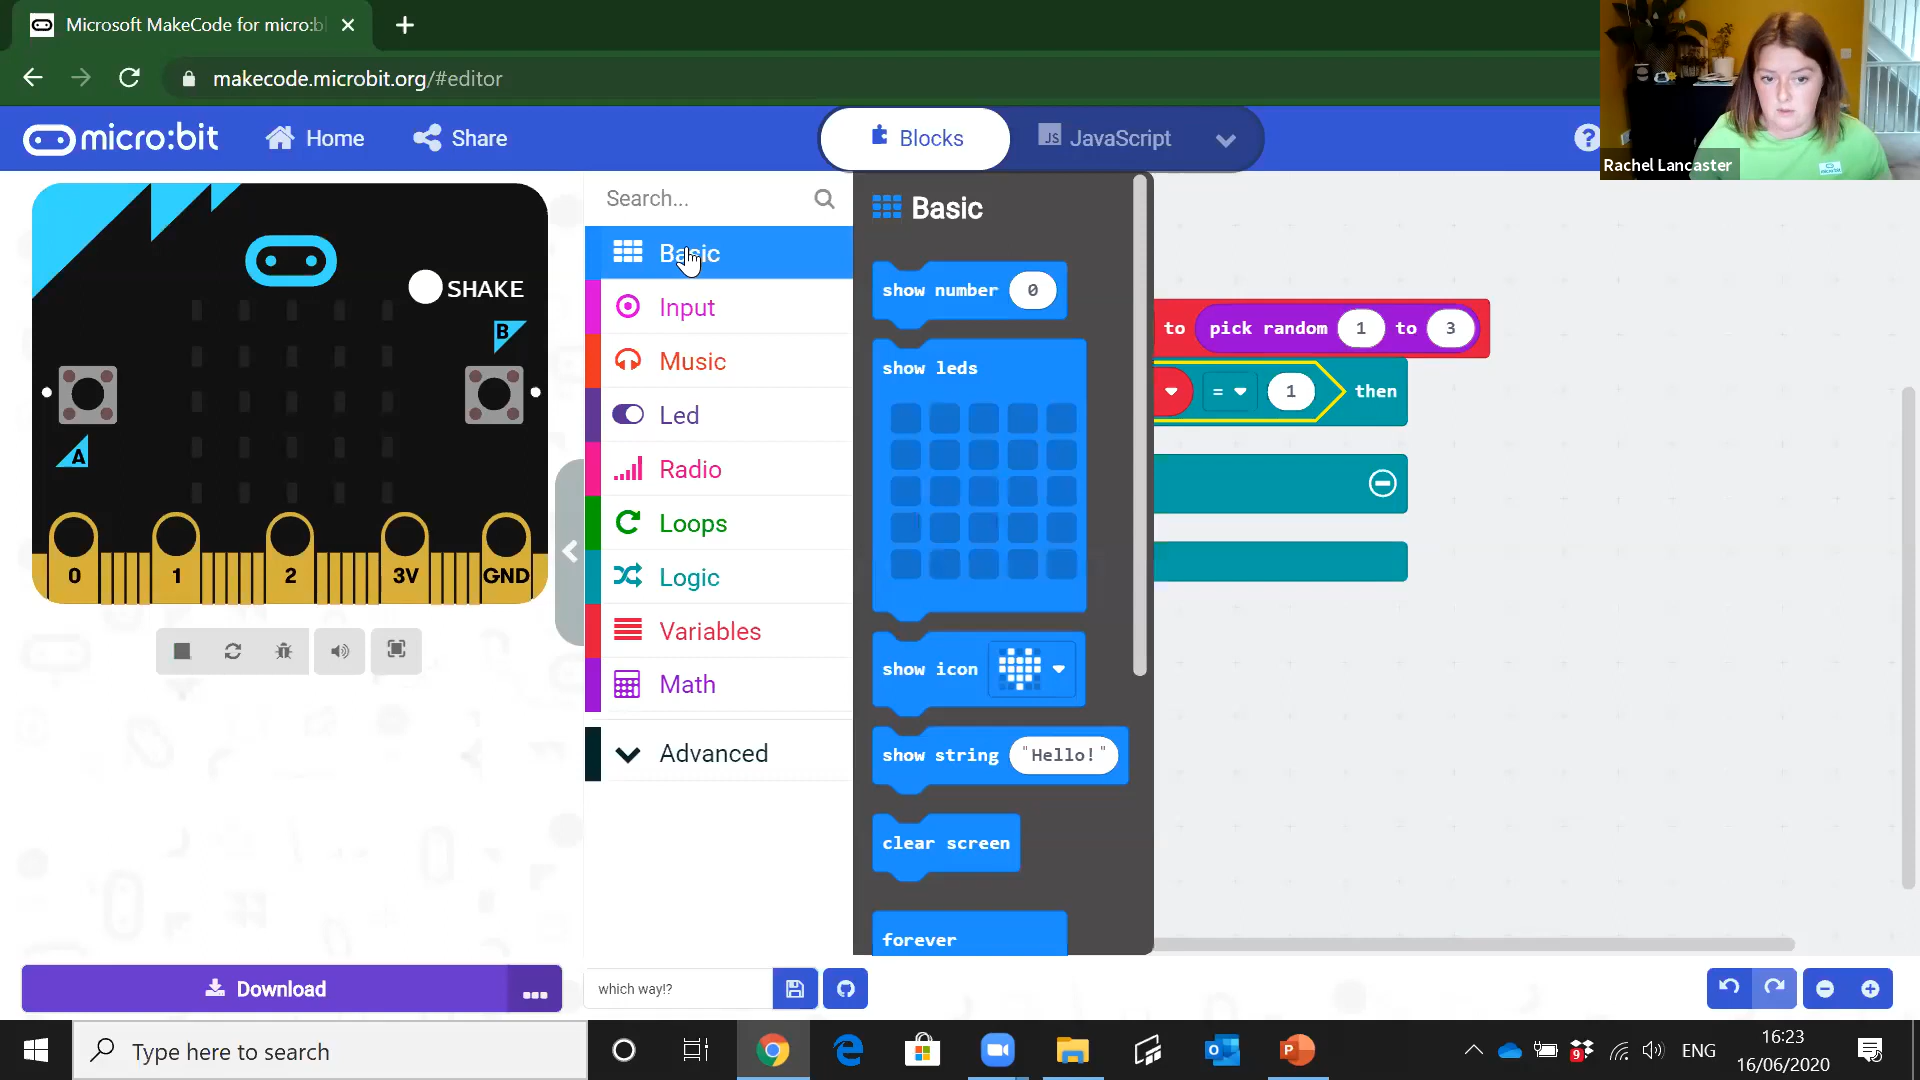 Microsoft MakeCode for micro:b
makecode.microbit.org/#editor
micro:bit
Home
Share
Blocks
JS
JavaScript
?
Rachel Lancaster
SHAKE
B
A
0
1
2
3V
GND
Search...
Basic
Input
Music
Led
Radio
Loops
Logic
Variables
Math
Advanced
Basic
show number 0
show leds
show icon
show string "Hello!"
clear screen
forever
to pick random 1 to 3
= 1 then
Download
...
which way!?
Type here to search
9
ENG
16:23
16/06/2020